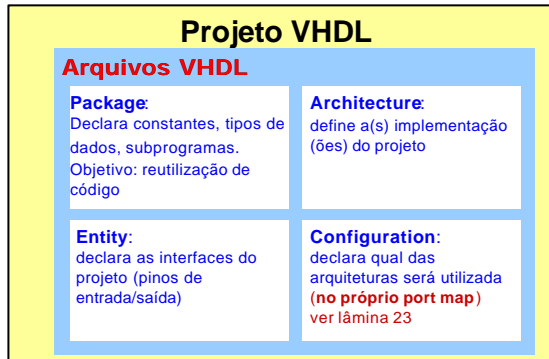 Projeto VHDL
Arquivos VHDL
Package:
Declara constantes, tipos de
dados, subprogramas.
Objetivo: reutilização de
código
Architecture:
define a(s) implementação
(ões) do projeto
Entity:
declara as interfaces do
projeto (pinos de
entrada/saída)
Configuration:
declara qual das
arquiteturas será utilizada
(no próprio port map)
ver lâmina 23